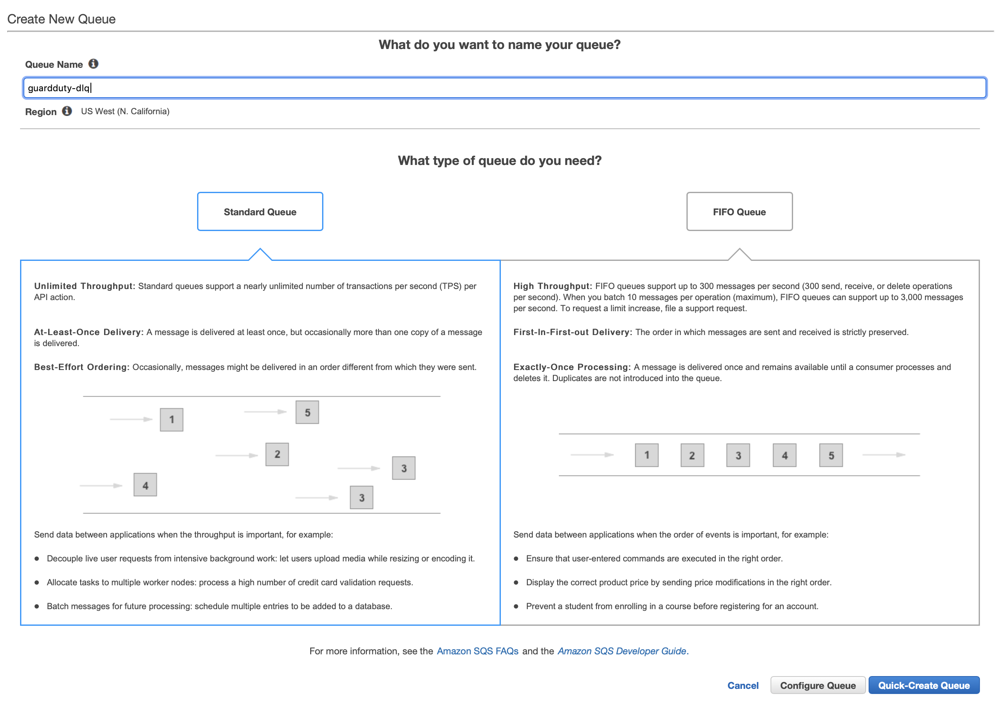 Create New Queue
What do you want to name your queue?
Queue Name
guardduty-dlq
Region US West (N. California)
What type of queue do you need?
Standard Queue
FIFO Queue
Unlimited Throughput: Standard queues support a nearly unlimited number of transactions per second (TPS) per
API action.
At-Least-Once Delivery: A message is delivered at least once, but occasionally more than one copy of a message
is delivered.
Best-Effort Ordering: Occasionally, messages might be delivered in an order different from which they were sent.
1
5
2
3
4
3
Send data between applications when the throughput is important, for example:
Decouple live user requests from intensive background work: let users upload media while resizing or encoding it.
Allocate tasks to multiple worker nodes: process a high number of credit card validation requests.
Batch messages for future processing: schedule multiple entries to be added to a database.
High Throughput: FIFO queues support up to 300 messages per second (300 send, receive, or delete operations
per second). When you batch 10 messages per operation (maximum), FIFO queues can support up to 3,000 messages
per second. To request a limit increase, file a support request.
First-In-First-out Delivery: The order in which messages are sent and received is strictly preserved.
Exactly-Once Processing: A message is delivered once and remains available until a consumer processes and
deletes it. Duplicates are not introduced into the queue.
1 2 3 4 5
Send data between applications when the order of events is important, for example:
Ensure that user-entered commands are executed in the right order.
Display the correct product price by sending price modifications in the right order.
Prevent a student from enrolling in a course before registering for an account.
For more information, see the Amazon SQS FAQs and the Amazon SQS Developer Guide.
Cancel Configure Queue Quick-Create Queue